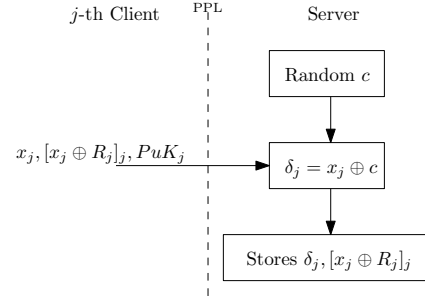 j-th Client PPL Server
Random c
x_j, [x_j ⊕ R_j]_j, PuK_j
δ_j = x_j ⊕ c
Stores δ_j, [x_j ⊕ R_j]_j